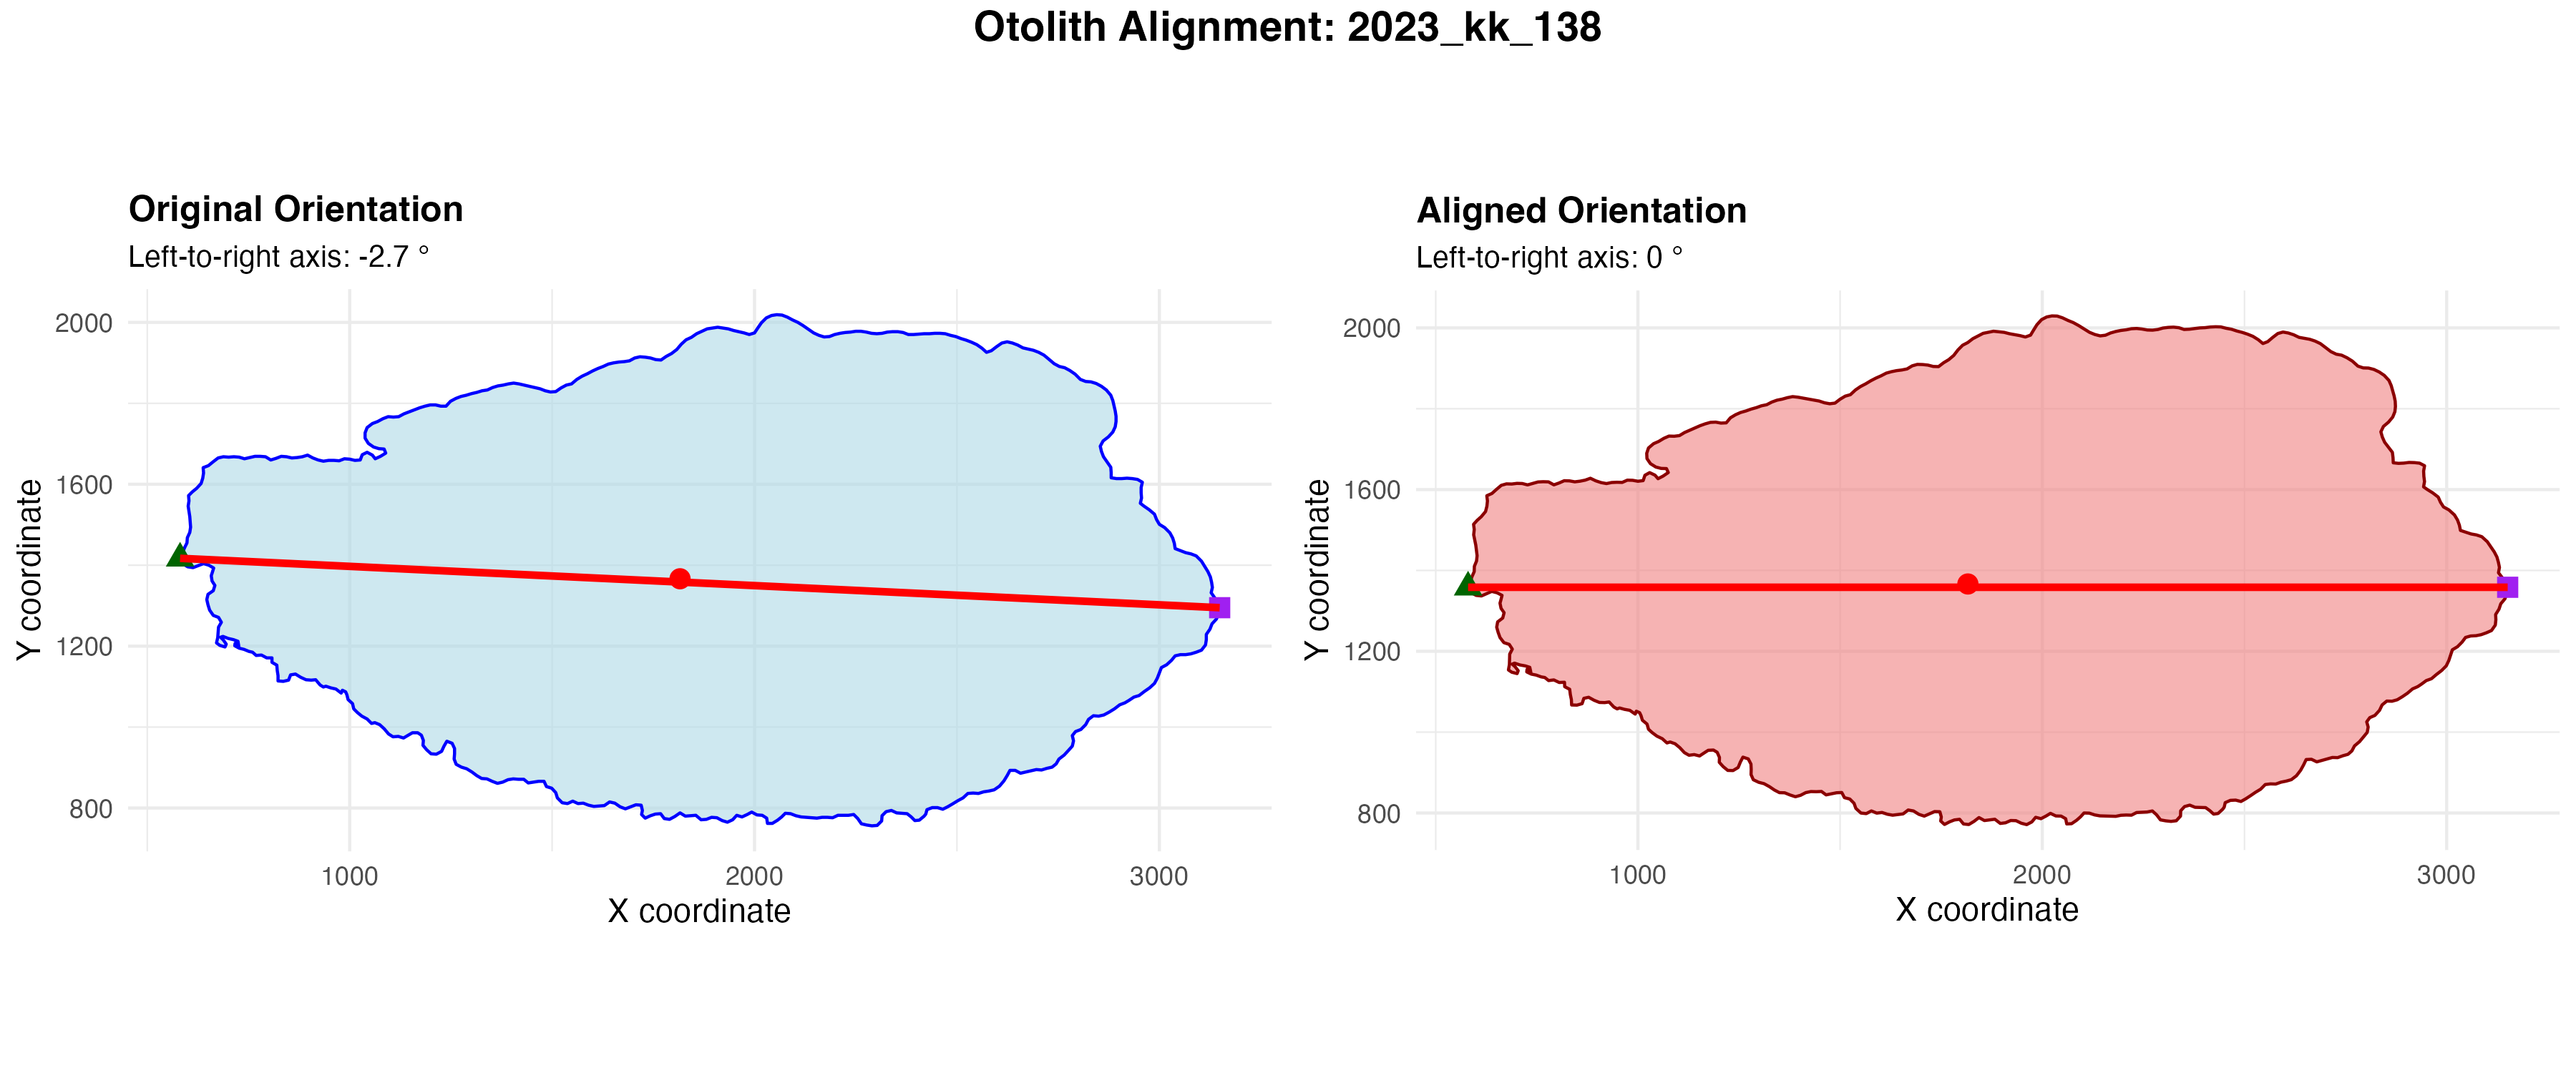 Otolith Alignment: 2023_kk_138
Original Orientation
Left-to-right axis: -2.7 °
2000
1600
1200
800
Y coordinate
1000
2000
3000
X coordinate
Aligned Orientation
Left-to-right axis: 0 °
2000
1600
1200
800
Y coordinate
1000
2000
3000
X coordinate